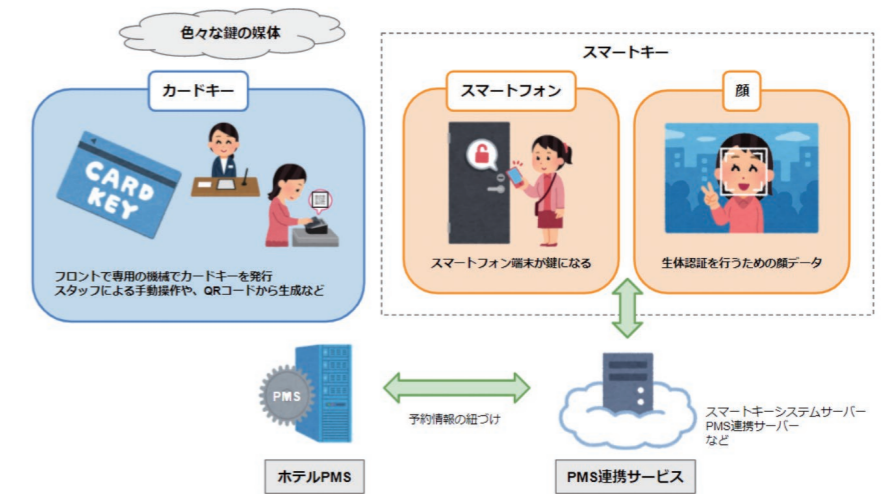 色々な鍵の媒体
スマートキー
カードキー
スマートフォン
顔
CARD
KEY
フロントで専用の機械でカードキーを発行
スタッフによる手動操作や、QRコードから生成など
スマートフォン端末が鍵になる
生体認証を行うための顔データ
PMS
予約情報の紐づけ
スマートキーシステムサーバー
PMS連携サーバー
など
ホテルPMS
PMS連携サービス